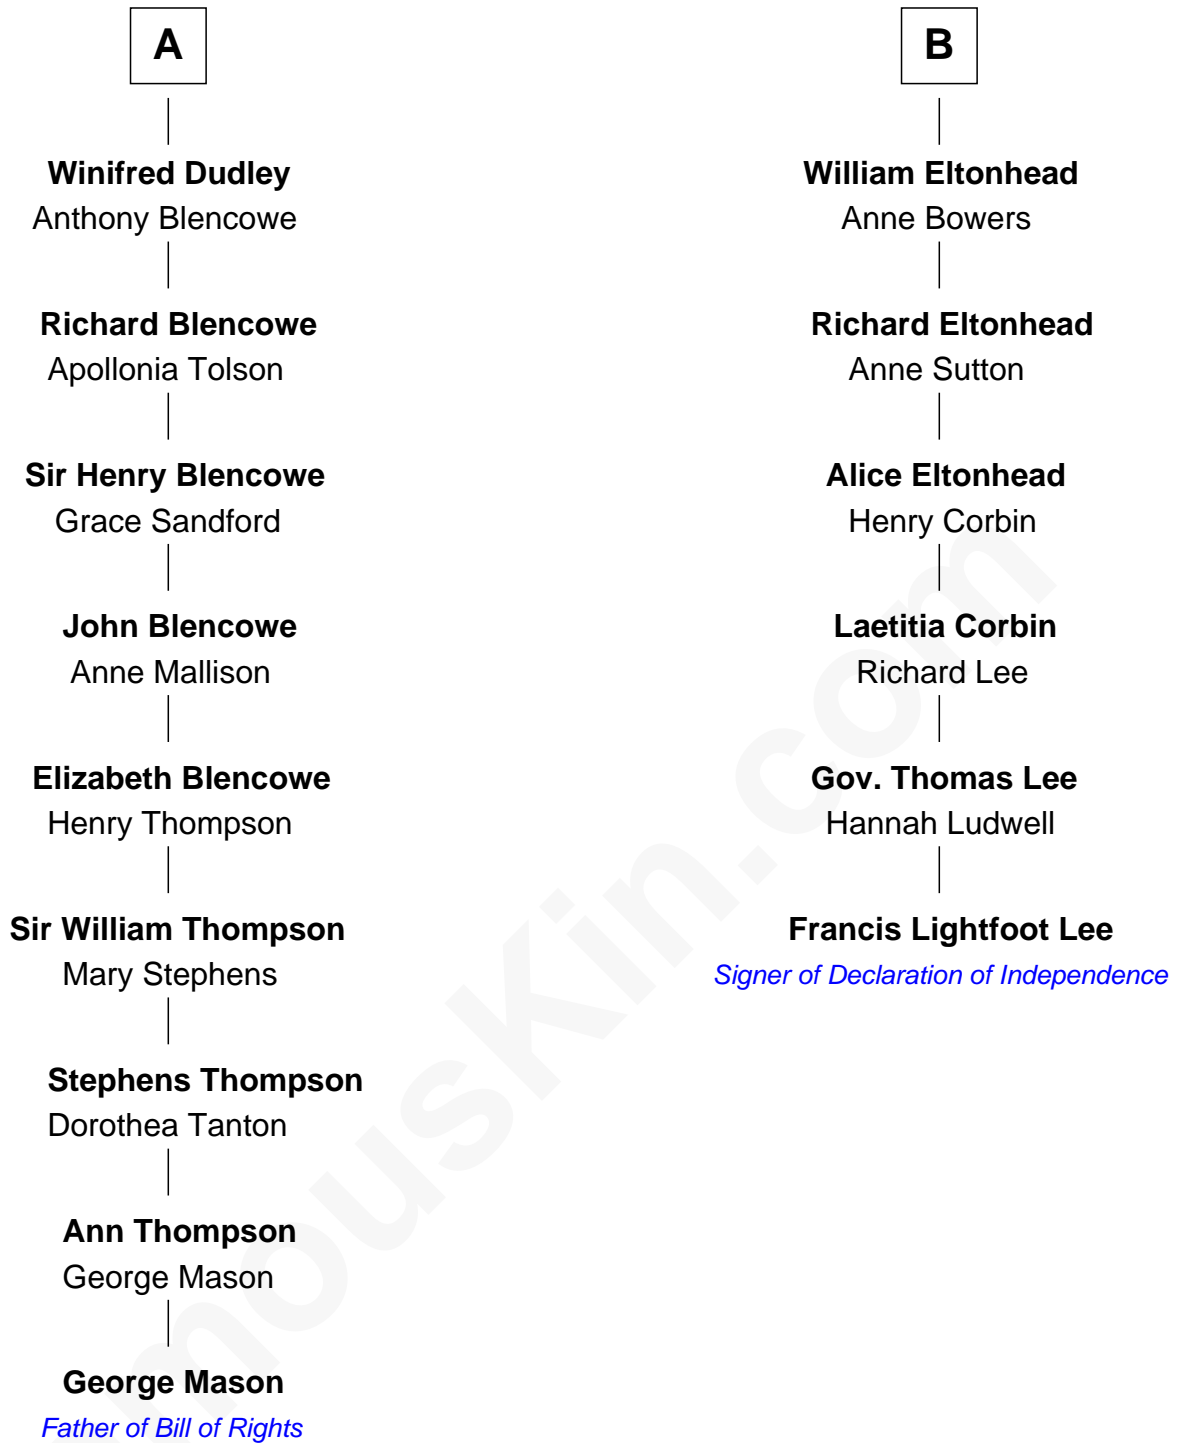 A
Winifred Dudley
Anthony Blencowe
Richard Blencowe
Apollonia Tolson
Sir Henry Blencowe
Grace Sandford
John Blencowe
Anne Mallison
Elizabeth Blencowe
Henry Thompson
Sir William Thompson
Mary Stephens
Stephens Thompson
Dorothea Tanton
Ann Thompson
George Mason
George Mason
Father of Bill of Rights
B
William Eltonhead
Anne Bowers
Richard Eltonhead
Anne Sutton
Alice Eltonhead
Henry Corbin
Laetitia Corbin
Richard Lee
Gov. Thomas Lee
Hannah Ludwell
Francis Lightfoot Lee
Signer of Declaration of Independence
mousKin.com